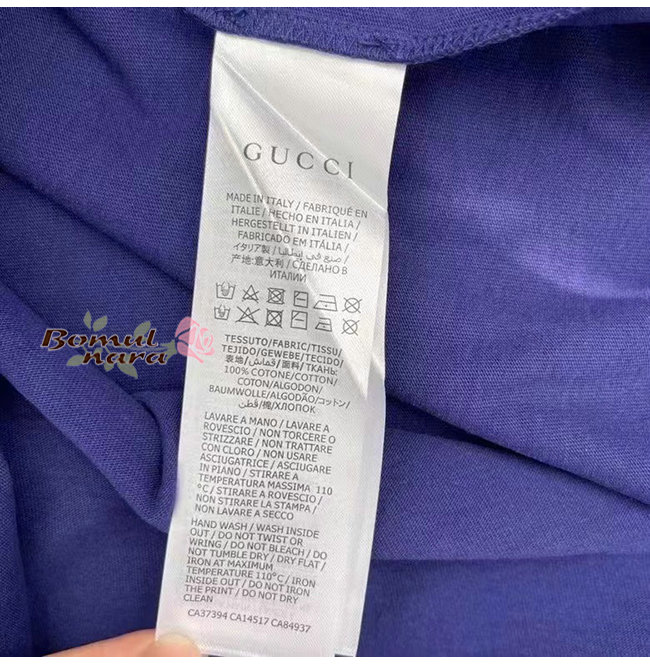 GUCCI
MADE IN ITALY / FABRIQUÉ EN
ITALIE / HECHO EN ITALIA /
HERGESTELLT IN ITALIEN /
FABRICADO EM ITÁLIA /
イタリア製 / صنع في إيطاليا /
产地:意大利 / СДЕЛАНО В
ИТАЛИИ
Bomul
nara
TESSUTO/FABRIC/TISSU/
TEJIDO/GEWEBE/TECIDO/
表地/قماش/面料/ТКАНЬ:
100% COTONE/COTTON/
COTON/ALGODON/
BAUMWOLLE/ALGODÃO/コットン/
قطن/棉/ХЛОПОК
LAVARE A MANO / LAVARE A
ROVESCIO / NON TORCERE O
STRIZZARE / NON TRATTARE
CON CLORO / NON USARE
ASCIUGATRICE / ASCIUGARE
IN PIANO / STIRARE A
TEMPERATURA MASSIMA 110
°C / STIRARE A ROVESCIO /
NON STIRARE LA STAMPA /
NON LAVARE A SECCO
HAND WASH / WASH INSIDE
OUT / DO NOT TWIST OR
WRING / DO NOT BLEACH / DO
NOT TUMBLE DRY / DRY FLAT /
IRON AT MAXIMUM
TEMPERATURE 110°C / IRON
INSIDE OUT / DO NOT IRON
THE PRINT / DO NOT DRY
CLEAN
CA37394 CA14517 CA84937